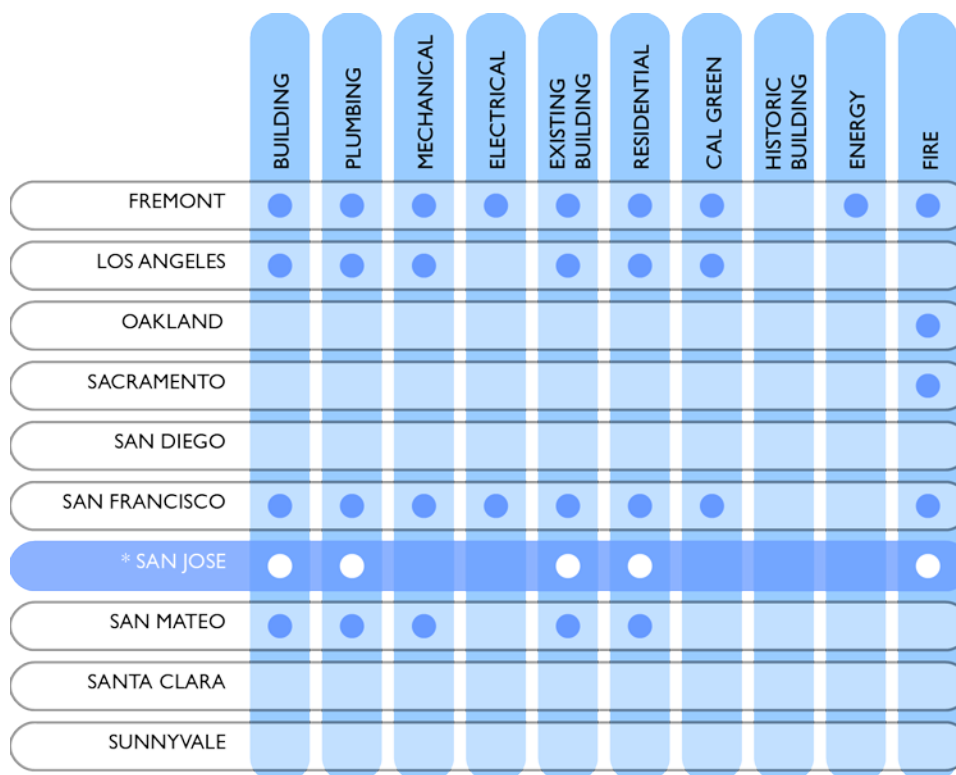 BUILDING
PLUMBING
MECHANICAL
ELECTRICAL
EXISTING
BUILDING
RESIDENTIAL
CAL GREEN
HISTORIC
BUILDING
ENERGY
FIRE
FREMONT
LOS ANGELES
OAKLAND
SACRAMENTO
SAN DIEGO
SAN FRANCISCO
* SAN JOSE
SAN MATEO
SANTA CLARA
SUNNYVALE